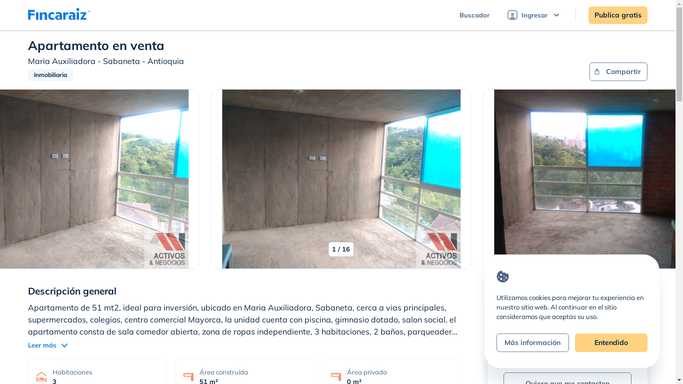 Fincaraiz
Buscador
Ingresar
Publica gratis
Apartamento en venta
Maria Auxiliadora - Sabaneta - Antioquia
Inmobiliaria
Compartir
ACTIVOS
& NEGOCIOS
1 / 16
ACTIVOS
& NEGOCIOS
Descripción general
Apartamento de 51 mt2, ideal para inversión, ubicado en Maria Auxiliadora, Sabaneta, cerca a vias principales,
supermercados, colegios, centro comercial Mayorca, la unidad cuenta con piscina, gimnasio dotado, salon social. el
apartamento consta de sala comedor abierta, zona de ropas independiente, 3 habitaciones, 2 baños, parqueader...
Leer más
Habitaciones
3
Área construida
51 m²
Área privada
0 m²
Utilizamos cookies para mejorar tu experiencia en
nuestro sitio web. Al continuar en el sitio
consideramos que aceptas su uso.
Más información
Entendido
Quiero que me contacten